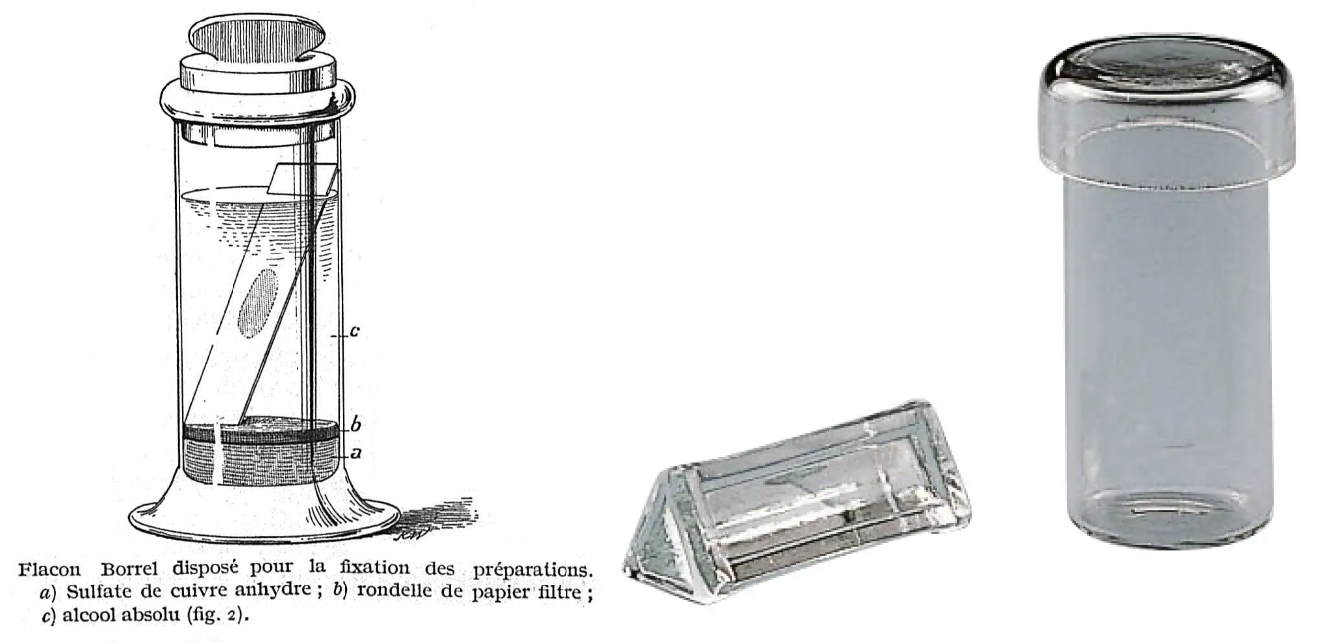 c
b
a
Flacon Borrel disposé pour la fixation des préparations.
a) Sulfate de cuivre anhydre ; b) rondelle de papier filtre ;
c) alcool absolu (fig. 2).